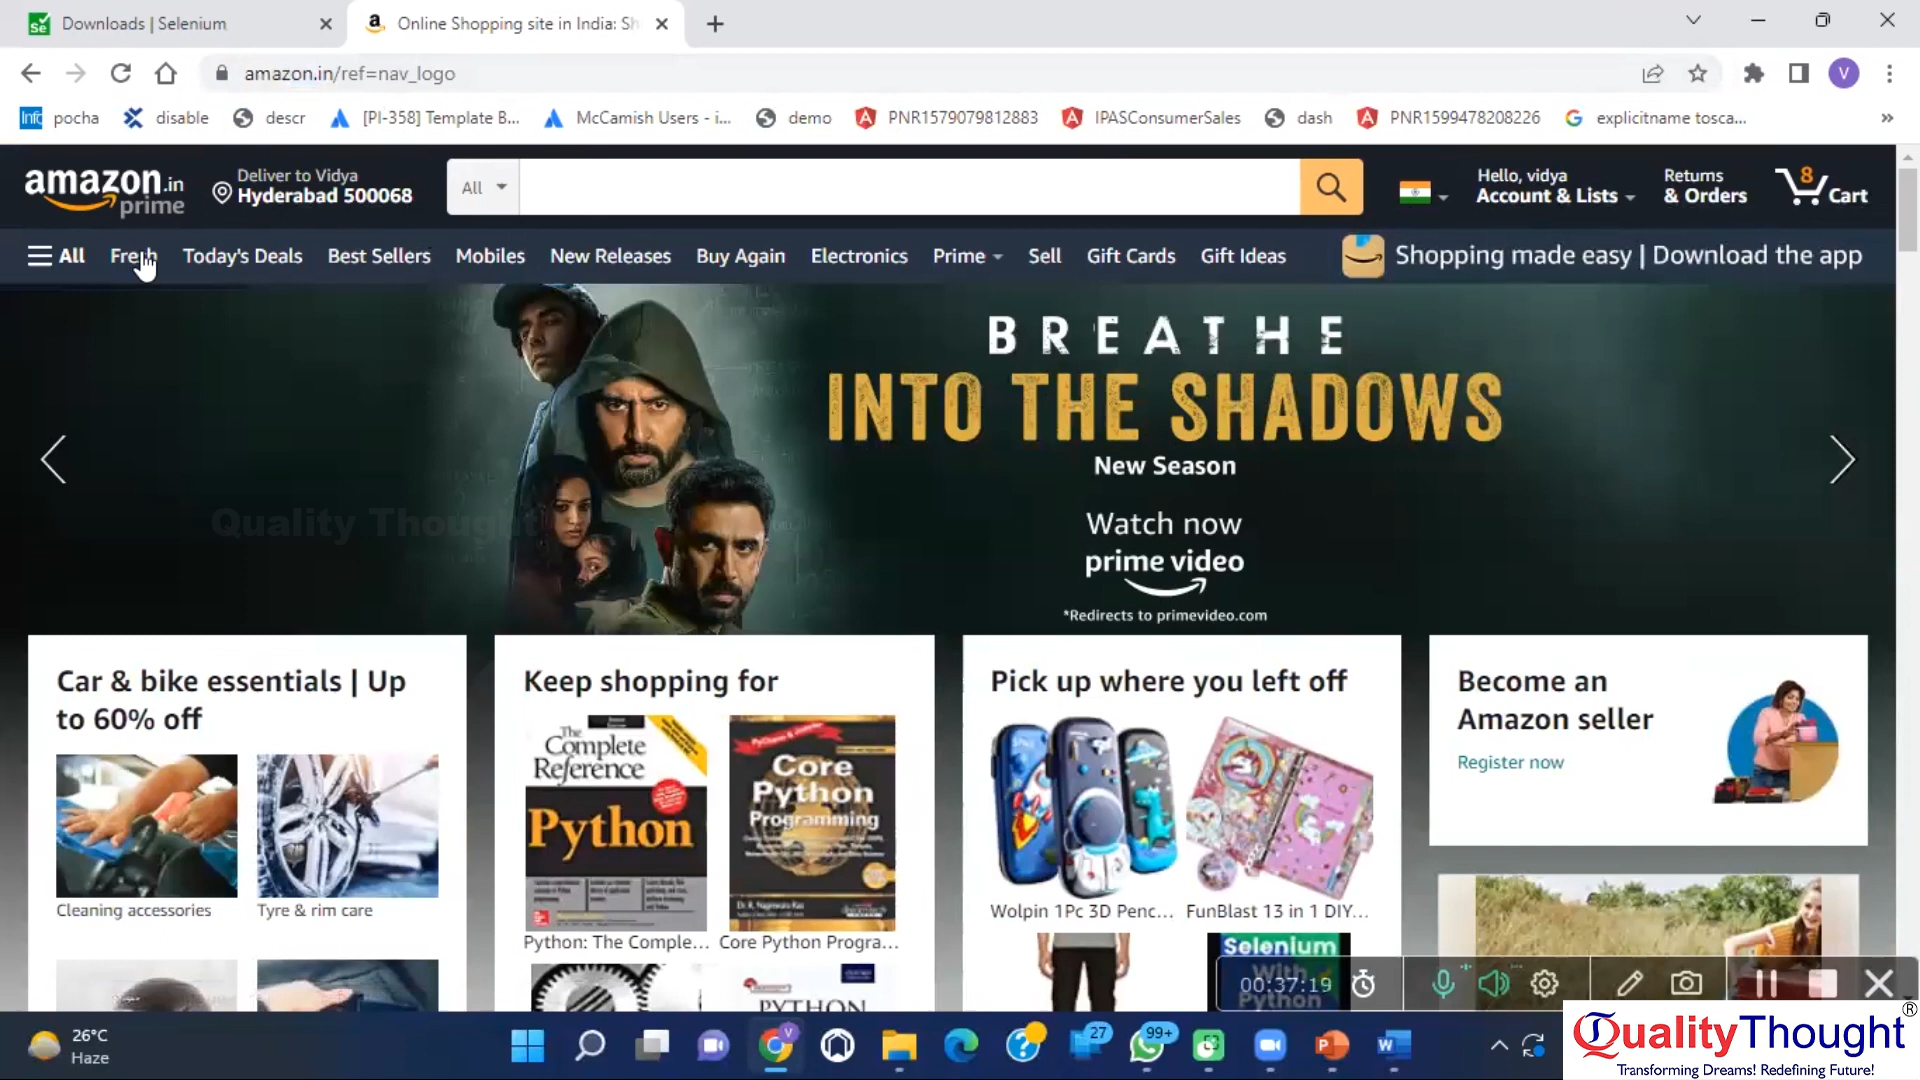 Downloads | Selenium
Online Shopping site in India: Sh
amazon.in/ref=nav_logo
V
pocha
disable
descr
[PI-358] Template B...
McCamish Users - i...
demo
PNR1579079812883
IPASConsumerSales
dash
PNR1599478208226
explicitname tosca...
amazon.in
prime
Deliver to Vidya
Hyderabad 500068
All
Hello, vidya
Account & Lists
Returns
& Orders
8
Cart
All
Fresh
Today's Deals
Best Sellers
Mobiles
New Releases
Buy Again
Electronics
Prime
Sell
Gift Cards
Gift Ideas
Shopping made easy | Download the app
BREATHE
INTO THE SHADOWS
New Season
Watch now
prime video
*Redirects to primevideo.com
Quality Thought
Car & bike essentials | Up
to 60% off
Cleaning accessories
Tyre & rim care
Keep shopping for
The
Complete
Reference
Python
Core
Python
Programming
Python: The Comple...
Core Python Progra...
PYTHON
Pick up where you left off
Wolpin 1Pc 3D Penc...
FunBlast 13 in 1 DIY...
Selenium
With
Python
Become an
Amazon seller
Register now
00:37:19
26°C
Haze
V
27
99+
QualityThought®
Transforming Dreams! Redefining Future!